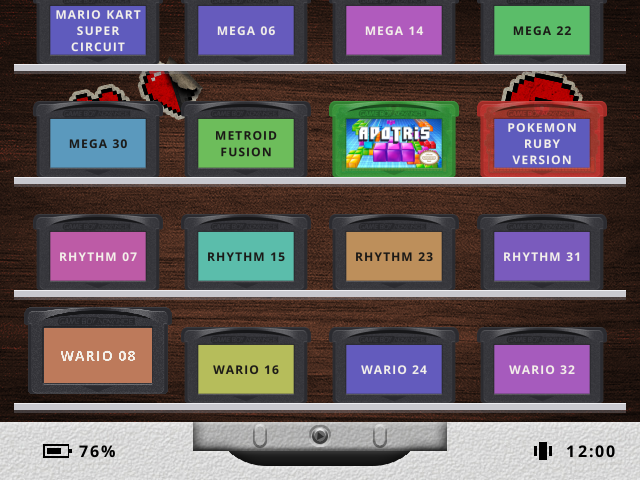 MARIO KART
SUPER
CIRCUIT
MEGA 06
MEGA 14
MEGA 22
MEGA 30
METROID
FUSION
APOTRIS
POKEMON
RUBY
VERSION
RHYTHM 07
RHYTHM 15
RHYTHM 23
RHYTHM 31
WARIO 08
WARIO 16
WARIO 24
WARIO 32
76%
12:00